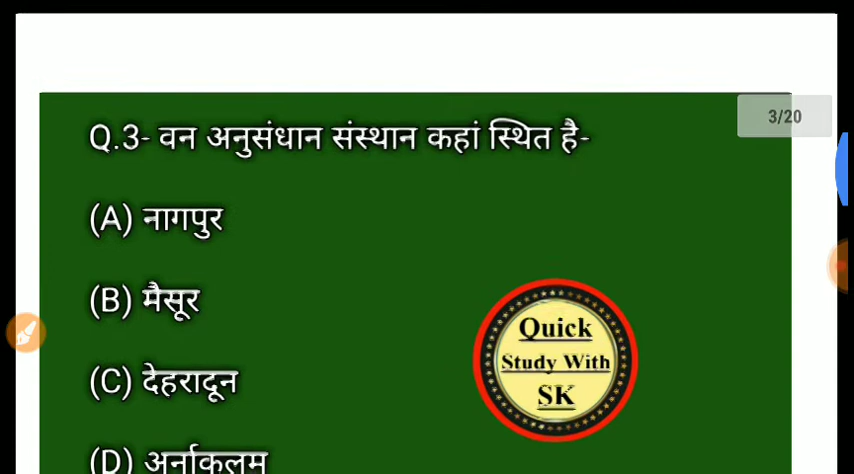 3/20
Q.3- वन अनुसंधान संस्थान कहां स्थित है-
(A) नागपुर
(B) मैसूर
(C) देहरादून
(D) अर्नाकुलम
Quick
Study With
SK